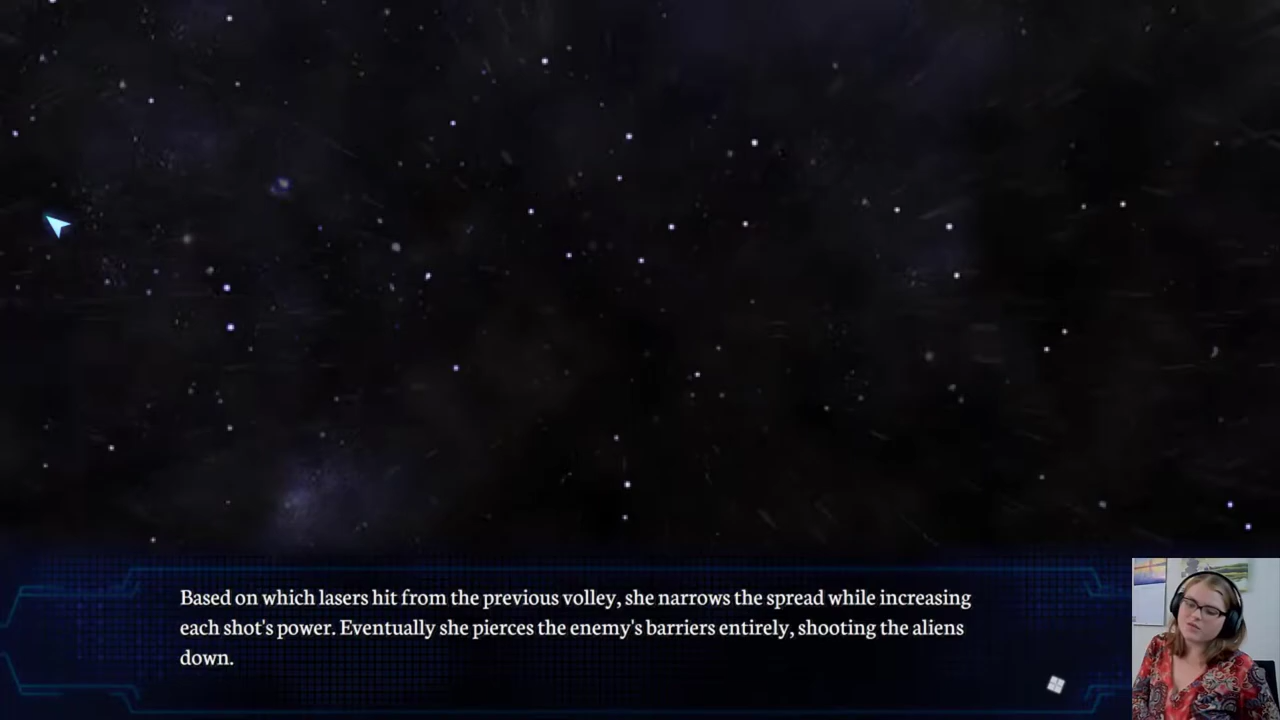 Based on which lasers hit from the previous volley, she narrows the spread while increasing
each shot's power. Eventually she pierces the enemy's barriers entirely, shooting the aliens
down.